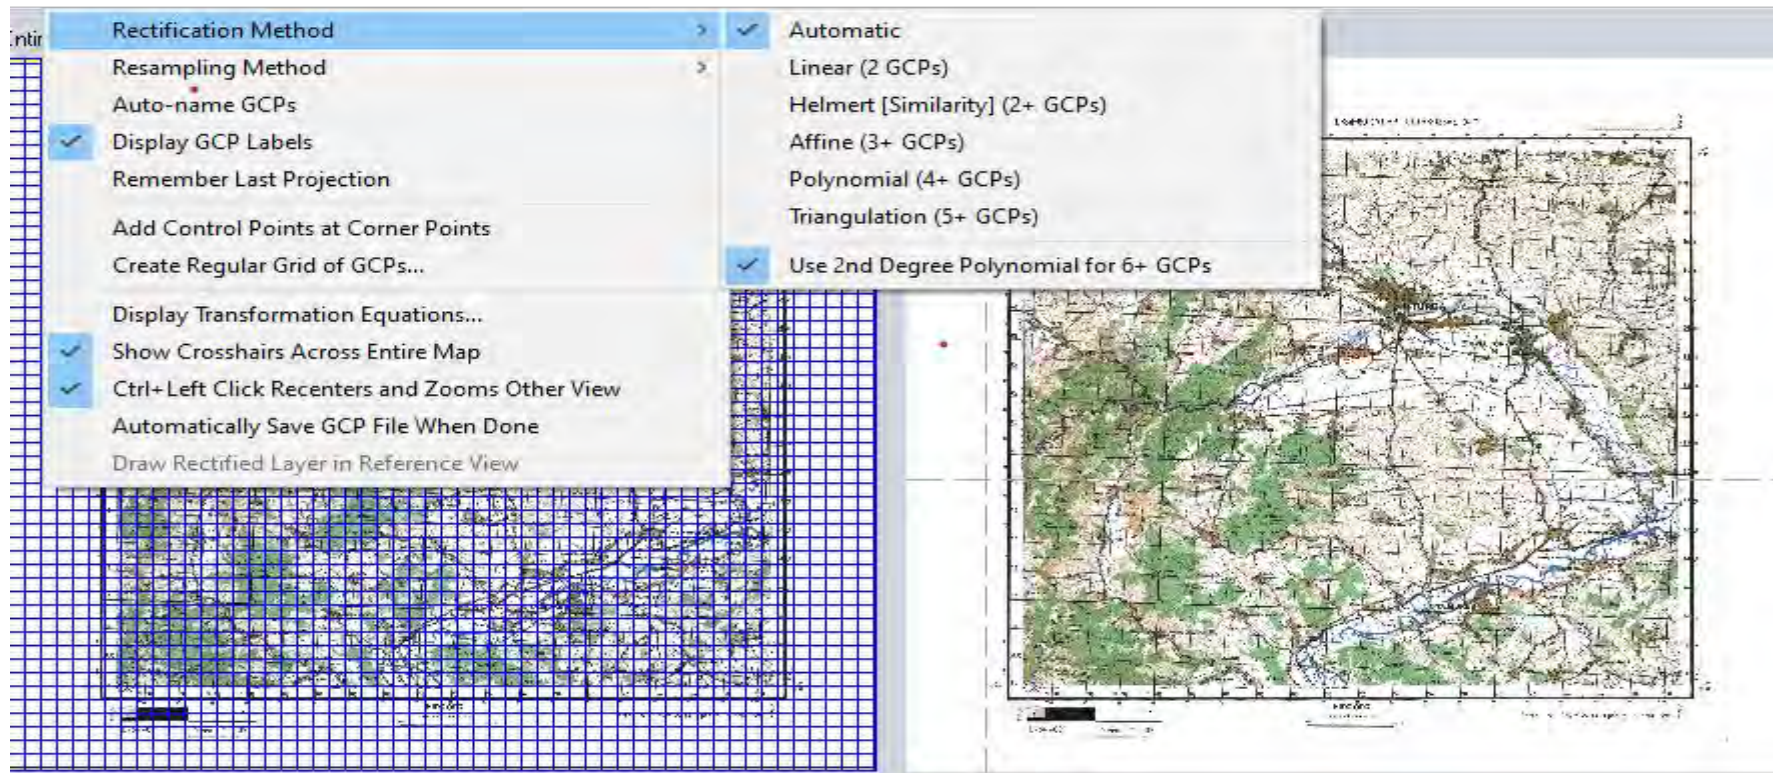 Rectification Method
Resampling Method
Auto-name GCPs
Display GCP Labels
Remember Last Projection
Add Control Points at Corner Points
Create Regular Grid of GCPs...
Display Transformation Equations...
Show Crosshairs Across Entire Map
Ctrl+Left Click Recenters and Zooms Other View
Automatically Save GCP File When Done
Draw Rectified Layer in Reference View
Automatic
Linear (2 GCPs)
Helmert [Similarity] (2+ GCPs)
Affine (3+ GCPs)
Polynomial (4+ GCPs)
Triangulation (5+ GCPs)
Use 2nd Degree Polynomial for 6+ GCPs